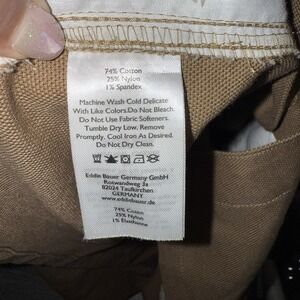 74% Cotton
25% Nylon
1% Spandex
Machine Wash Cold Delicate
With Like Colors.Do Not Bleach.
Do Not Use Fabric Softeners.
Tumble Dry Low. Remove
Promptly. Cool Iron As Desired.
Do Not Dry Clean.
Eddie Bauer Germany GmbH
Rotwandweg 3a
82024 Taufkirchen
GERMANY
www.eddiebauer.de
74% Cotton
25% Nylon
1% Elasthanne